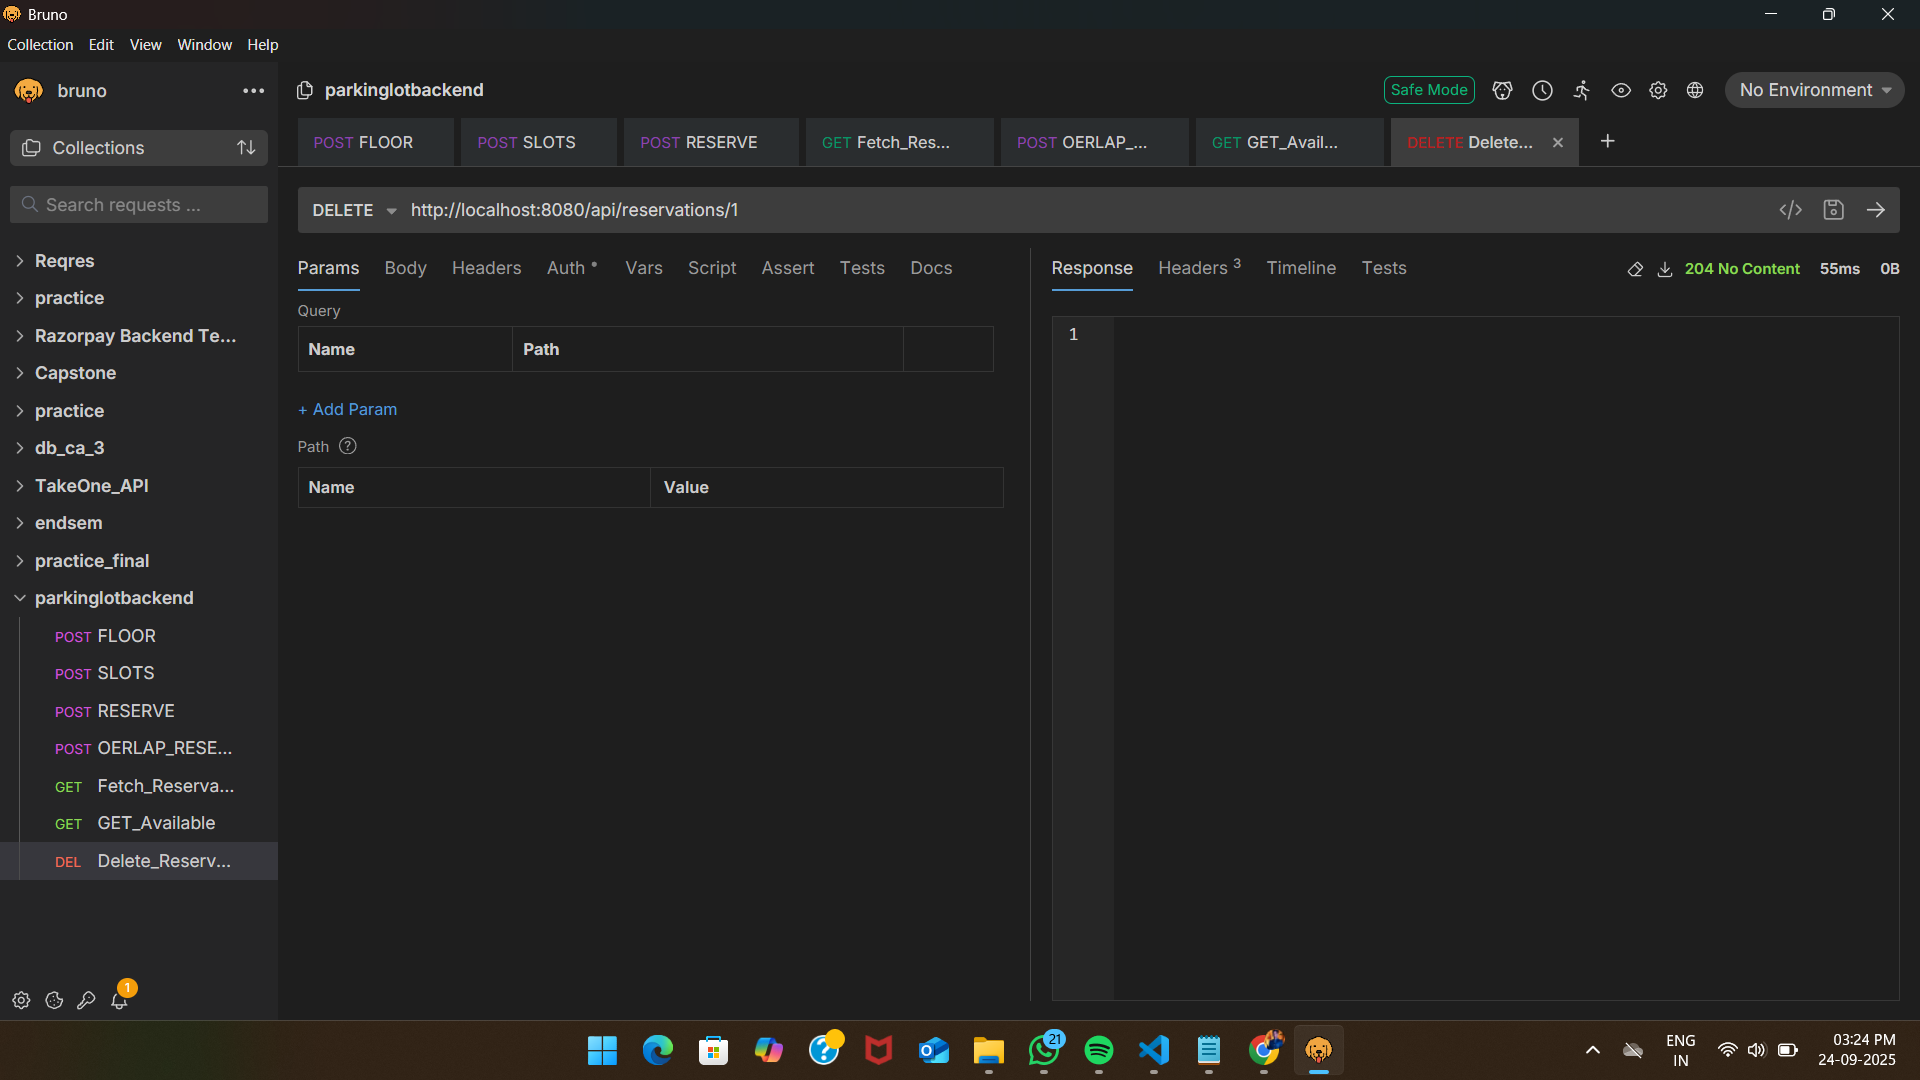 Bruno
Collection Edit View Window Help
bruno
Collections
Search requests ...
Reqres
practice
Razorpay Backend Te...
Capstone
practice
db_ca_3
TakeOne_API
endsem
practice_final
parkinglotbackend
POST FLOOR
POST SLOTS
POST RESERVE
POST OERLAP_RESE...
GET Fetch_Reserva...
GET GET_Available
DEL Delete_Reserv...
1
parkinglotbackend
Safe Mode
No Environment
POST FLOOR
POST SLOTS
POST RESERVE
GET Fetch_Res...
POST OERLAP_...
GET GET_Avail...
DELETE Delete...
DELETE http://localhost:8080/api/reservations/1
Params Body Headers Auth Vars Script Assert Tests Docs
Query
Name Path
+ Add Param
Path ?
Name Value
Response Headers 3 Timeline Tests
204 No Content 55ms 0B
1
21
ENG
IN
03:24 PM
24-09-2025